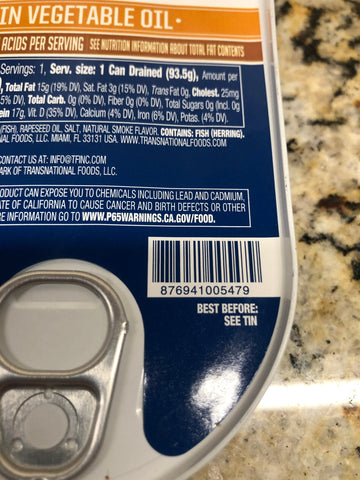 IN VEGETABLE OIL·
ACIDS PER SERVING SEE NUTRITION INFORMATION ABOUT TOTAL FAT CONTENTS
Servings: 1, Serv. size: 1 Can Drained (93.5g), Amount per
Total Fat 15g (19% DV), Sat. Fat 3g (15% DV), Trans Fat 0g, Cholest. 25mg
5% DV), Total Carb. 0g (0% DV), Fiber 0g (0% DV), Total Sugars 0g (Incl. 0g
ein 17g, Vit. D (35% DV), Calcium (4% DV), Iron (6% DV), Potas. (4% DV).
(FISH), RAPESEED OIL, SALT, NATURAL SMOKE FLAVOR. CONTAINS: FISH (HERRING).
TIONAL FOODS, LLC. MIAMI, FL 33131 USA. WWW.TRANSNATIONALFOODS.COM
CONTACT US AT: INFO@TFINC.COM
ARK OF TRANSNATIONAL FOODS, LLC.
ODUCT CAN EXPOSE YOU TO CHEMICALS INCLUDING LEAD AND CADMIUM,
ATE OF CALIFORNIA TO CAUSE CANCER AND BIRTH DEFECTS OR OTHER
RE INFORMATION GO TO WWW.P65WARNINGS.CA.GOV/FOOD.
876941005479
BEST BEFORE:
SEE TIN